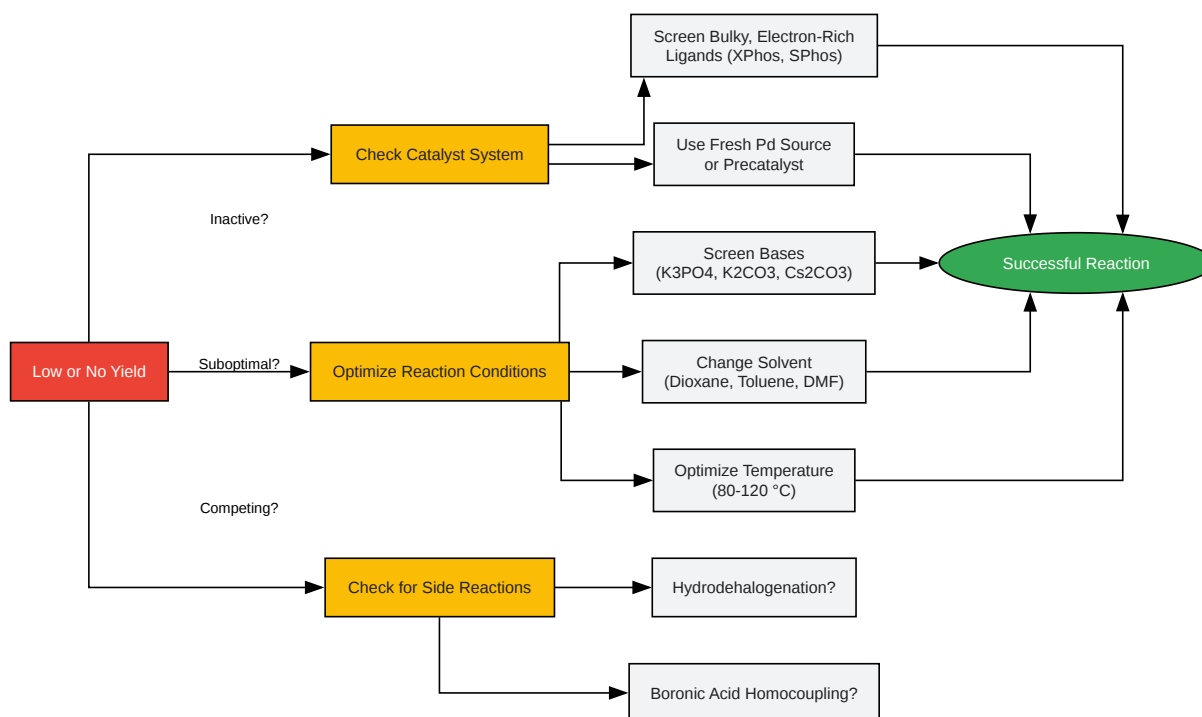 Screen Bulky, Electron-Rich
Ligands (XPhos, SPhos)
Check Catalyst System
Use Fresh Pd Source
or Precatalyst
Inactive?
Screen Bases
(K3PO4, K2CO3, Cs2CO3)
Successful Reaction
Low or No Yield
Suboptimal?
Optimize Reaction Conditions
Change Solvent
(Dioxane, Toluene, DMF)
Optimize Temperature
(80-120 °C)
Competing?
Check for Side Reactions
Hydrodehalogenation?
Boronic Acid Homocoupling?